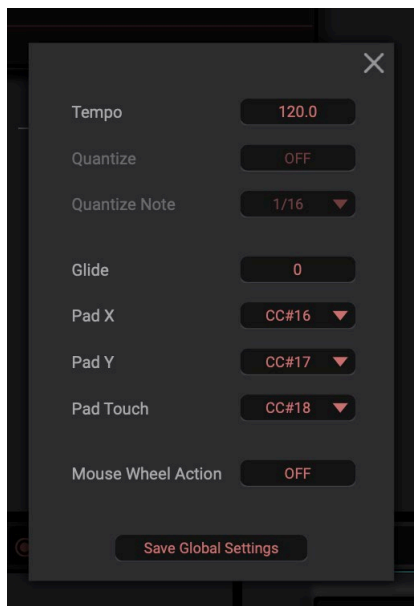 Tempo 120.0
Quantize OFF
Quantize Note 1/16
Glide 0
Pad X CC#16
Pad Y CC#17
Pad Touch CC#18
Mouse Wheel Action OFF
Save Global Settings